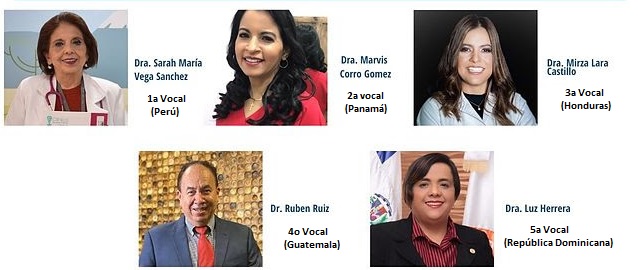 Dra. Sarah María
Vega Sanchez
1a Vocal
(Perú)
Dra. Marvis
Corro Gomez
2a vocal
(Panamá)
Dra. Mirza Lara
Castillo
3a Vocal
(Honduras)
Dr. Ruben Ruiz
4o Vocal
(Guatemala)
Dra. Luz Herrera
5a Vocal
(República Dominicana)